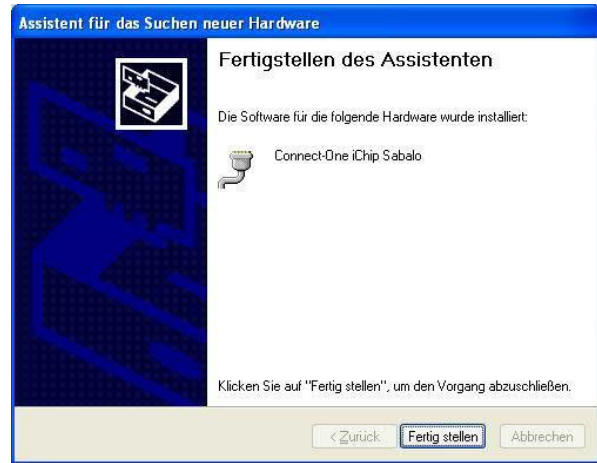 Assistent für das Suchen neuer Hardware
Fertigstellen des Assistenten
Die Software für die folgende Hardware wurde installiert:
Connect-One iChip Sabalo
Klicken Sie auf "Fertig stellen", um den Vorgang abzuschließen.
< Zurück Fertig stellen Abbrechen